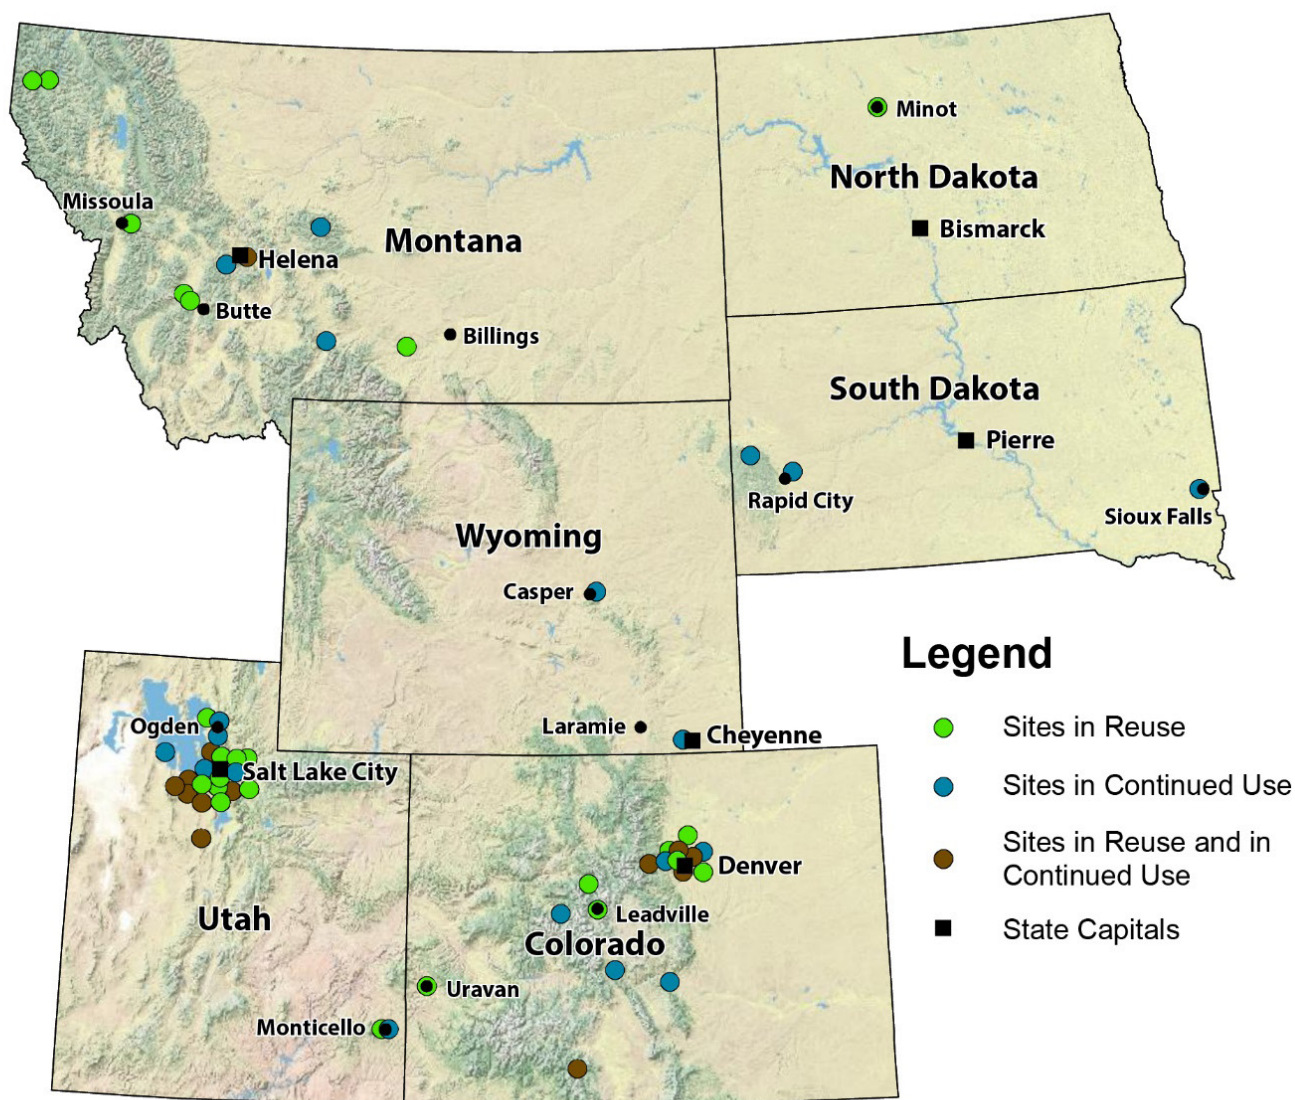 Minot
North Dakota
Bismarck
Missoula
Montana
Helena
Butte
Billings
South Dakota
Pierre
Rapid City
Sioux Falls
Wyoming
Casper
Laramie
Cheyenne
Ogden
Salt Lake City
Utah
Monticello
Denver
Leadville
Colorado
Uravan
Legend
Sites in Reuse
Sites in Continued Use
Sites in Reuse and in
Continued Use
State Capitals